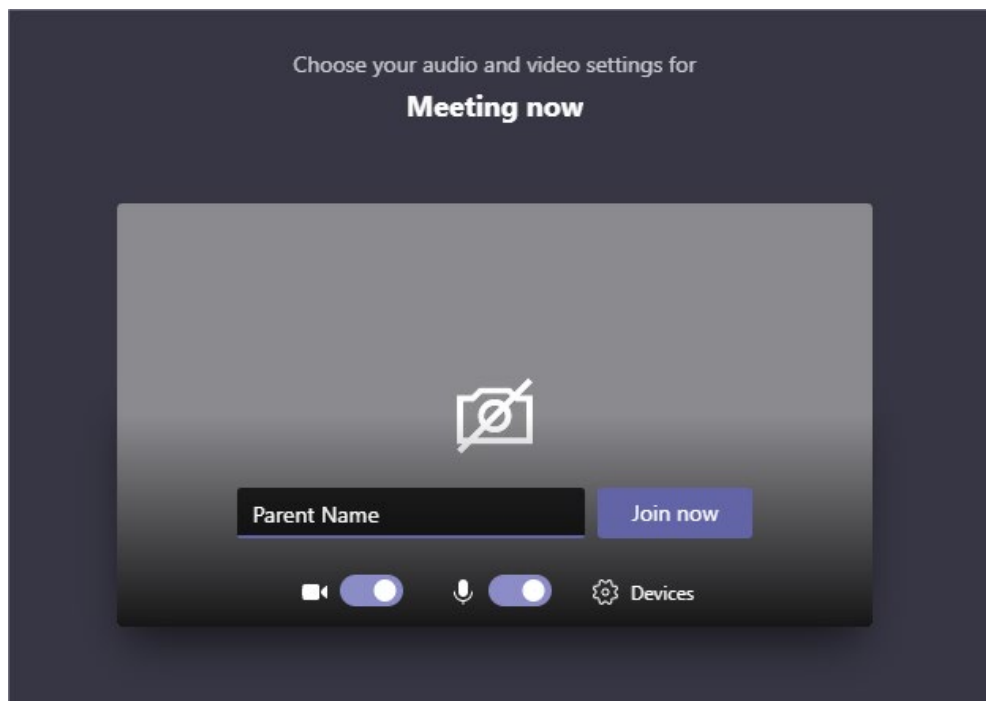 Choose your audio and video settings for
Meeting now
Parent Name
Join now
Devices